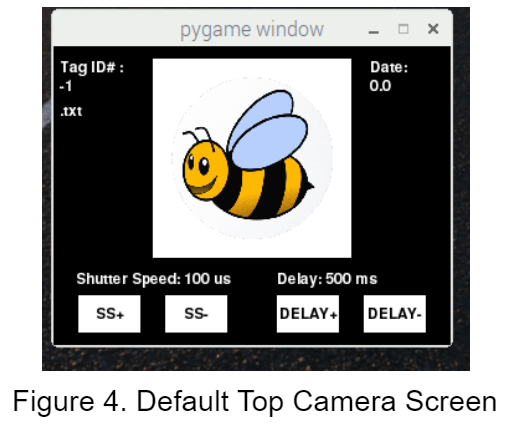 pygame window
Tag ID# :
-1
.txt
Date:
0.0
Shutter Speed: 100 us
Delay: 500 ms
SS+
SS-
DELAY+
DELAY-
Figure 4. Default Top Camera Screen